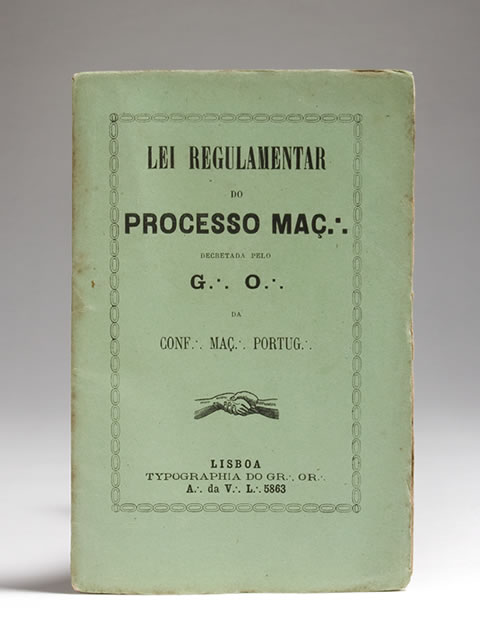 LEI REGULAMENTAR
DO
PROCESSO MAÇ∴
DECRETADA PELO
G∴ O∴
DA
CONF∴ MAÇ∴ PORTUG∴
LISBOA
TYPOGRAPHIA DO GR∴ OR∴
A∴ da V∴ L∴ 5863